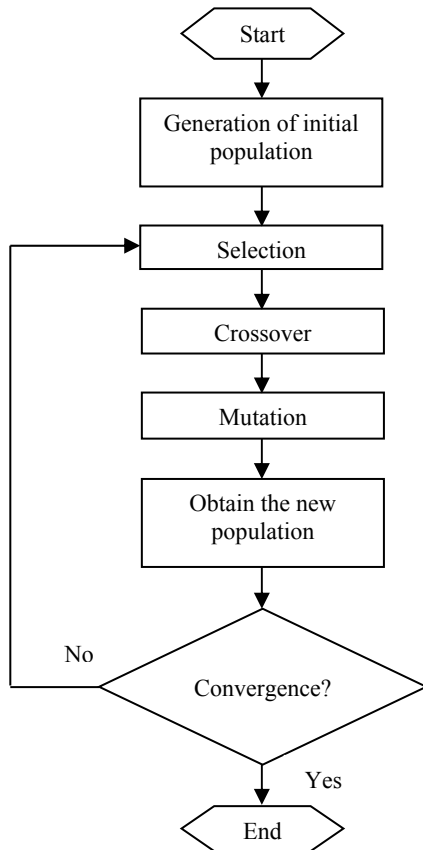 Start
Generation of initial
population
Selection
Crossover
Mutation
Obtain the new
population
No
Convergence?
Yes
End